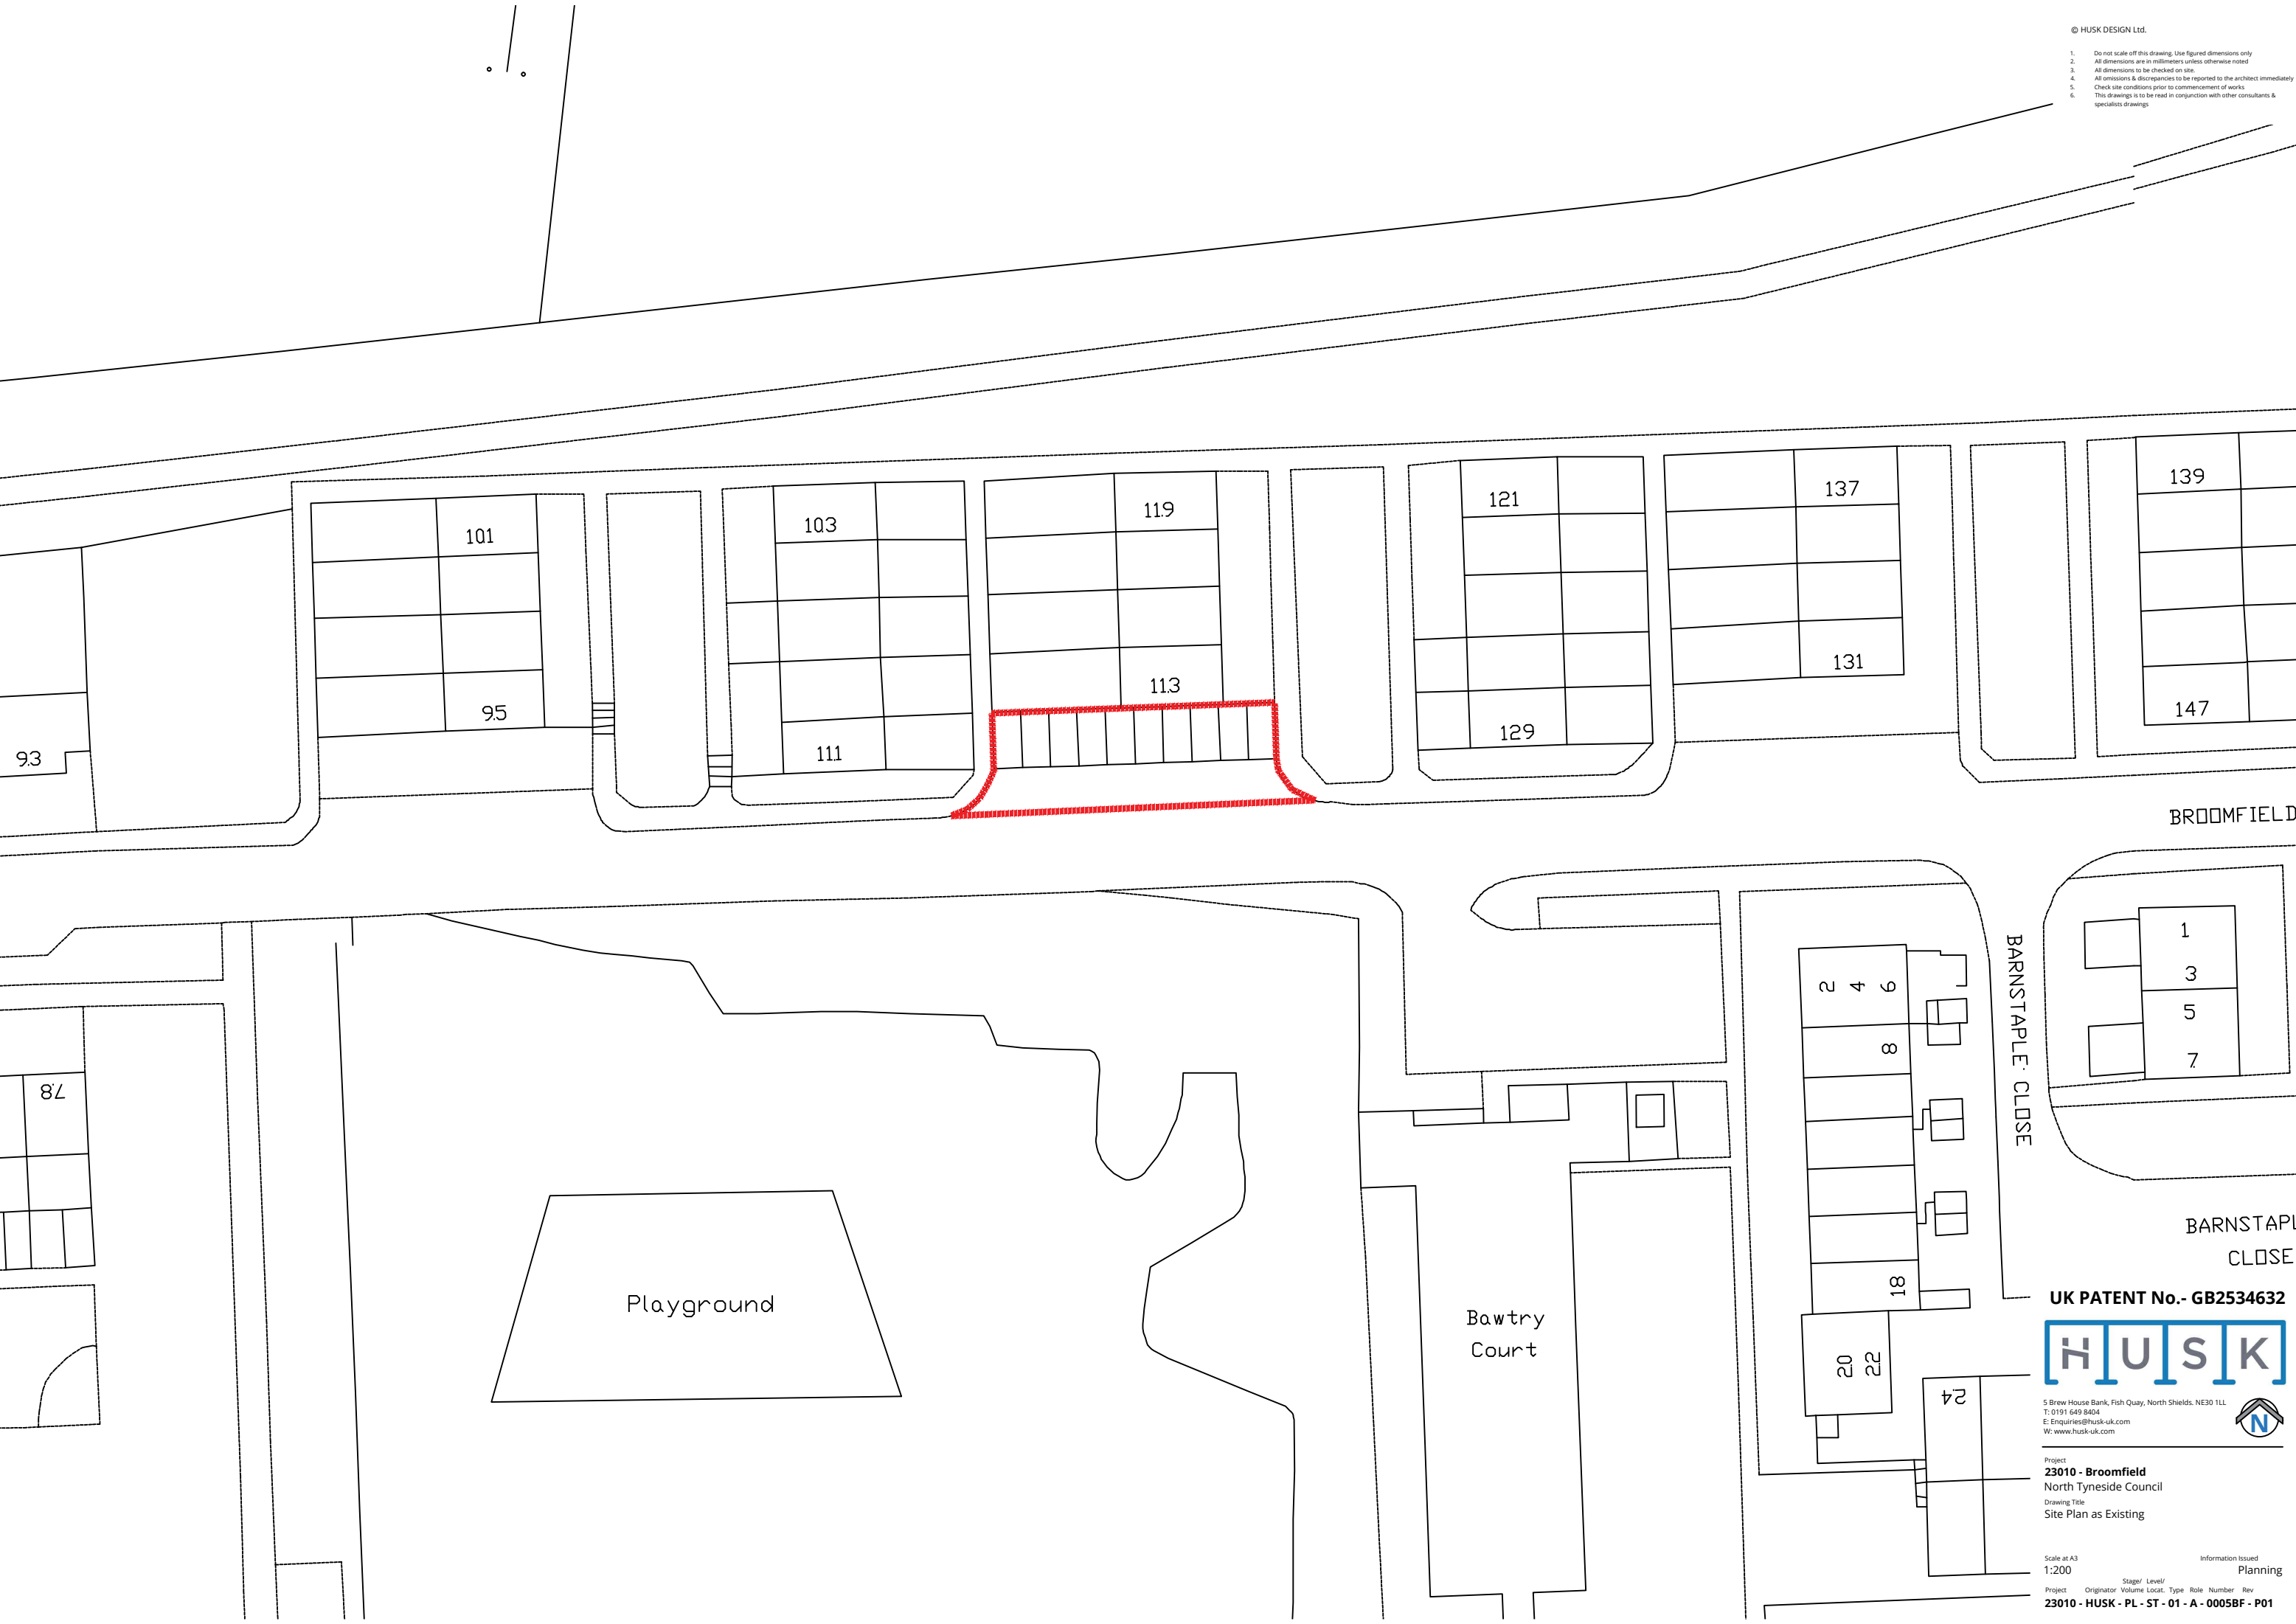 © HUSK DESIGN Ltd.
1. Do not scale off this drawing. Use figured dimensions only
2. All dimensions are in millimeters unless otherwise noted
3. All dimensions to be checked on site.
4. All omissions & discrepancies to be reported to the architect immediately
5. Check site conditions prior to commencement of works
6. This drawings is to be read in conjunction with other consultants &
specialists drawings
101
103
119
121
137
139
95
113
131
93
111
129
147
BROOMFIELD
78
2
4
6
8
18
20
22
24
BARNSTAPLE CLOSE
1
3
5
7
BARNSTAPL
CLOSE
Playground
Bawtry
Court
UK PATENT No.- GB2534632
HUSK
5 Brew House Bank, Fish Quay, North Shields. NE30 1LL
T: 0191 649 8404
E: Enquiries@husk-uk.com
W: www.husk-uk.com
N
Project
23010 - Broomfield
North Tyneside Council
Drawing Title
Site Plan as Existing
Scale at A3 Information Issued
1:200 Planning
Stage/ Level/
Project Originator Volume Locat. Type Role Number Rev
23010 - HUSK - PL - ST - 01 - A - 0005BF - P01